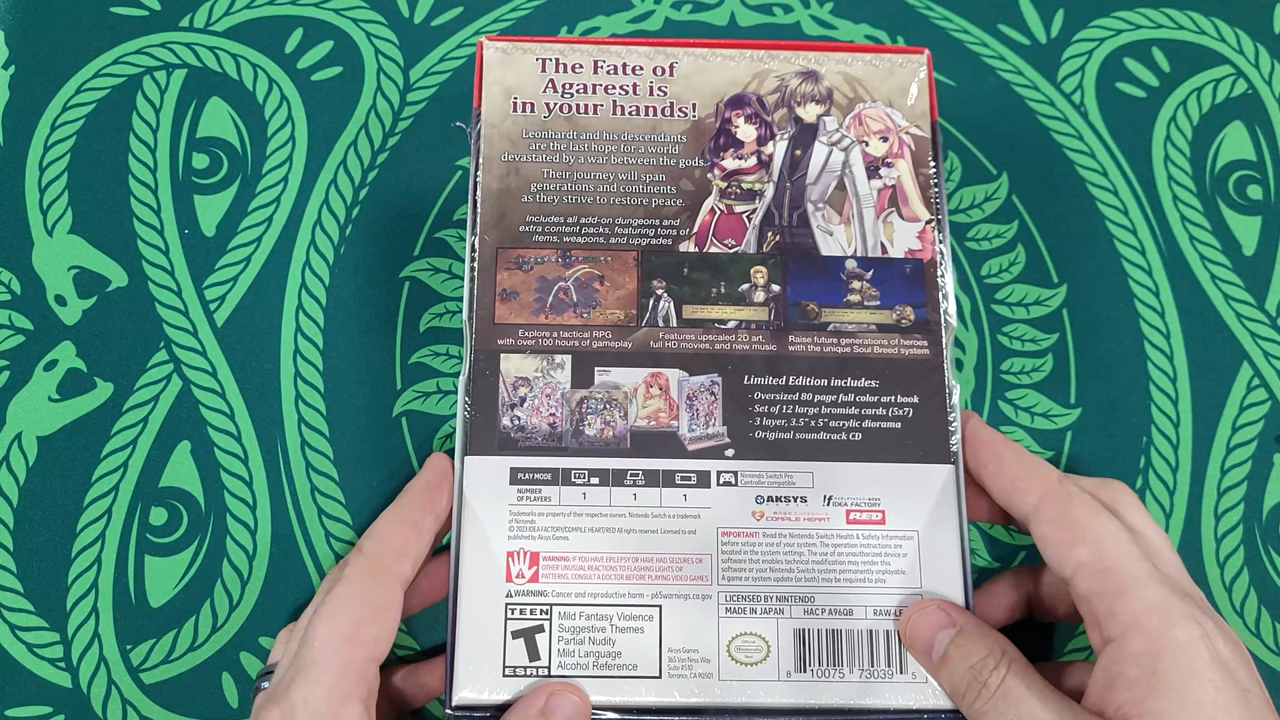 The Fate of
Agarest is
in your hands!
Leonhardt and his descendants
are the last hope for a world
devastated by a war between the gods.
Their journey will span
generations and continents
as they strive to restore peace.
Includes all add-on dungeons and
extra content packs, featuring tons of
items, weapons, and upgrades
Explore a tactical RPG
with over 100 hours of gameplay
Features upscaled 2D art,
full HD movies, and new music
Raise future generations of heroes
with the unique Soul Breed system
Limited Edition includes:
- Oversized 80 page full color art book
- Set of 12 large bromide cards (5x7)
- 3 layer, 3.5" x 5" acrylic diorama
- Original soundtrack CD
PLAY MODE
TV
NUMBER
OF PLAYERS
1
1
1
Nintendo Switch Pro
Controller compatible
Trademarks are property of their respective owners. Nintendo Switch is a trademark
of Nintendo.
© 2023 IDEA FACTORY/COMPILE HEART/RED All rights reserved. Licensed to and
published by Aksys Games.
AKSYS
GAMES
IDEA FACTORY
COMPILE HEART
RED
WARNING: IF YOU HAVE EPILEPSY OR HAVE HAD SEIZURES OR
OTHER UNUSUAL REACTIONS TO FLASHING LIGHTS OR
PATTERNS, CONSULT A DOCTOR BEFORE PLAYING VIDEO GAMES.
WARNING: Cancer and reproductive harm – p65warnings.ca.gov
IMPORTANT! Read the Nintendo Switch Health & Safety Information
before setup or use of your system. The operation instructions are
located in the system settings. The use of an unauthorized device or
software that enables technical modification may render this
software or your Nintendo Switch system permanently unplayable.
A game or system update (or both) may be required to play.
TEEN
T
ESRB
Mild Fantasy Violence
Suggestive Themes
Partial Nudity
Mild Language
Alcohol Reference
Aksys Games
365 Van Ness Way
Suite #510
Torrance, CA 90501
LICENSED BY NINTENDO
MADE IN JAPAN
HAC P A96QB
Official
Nintendo
Seal
8 10075 73039 5